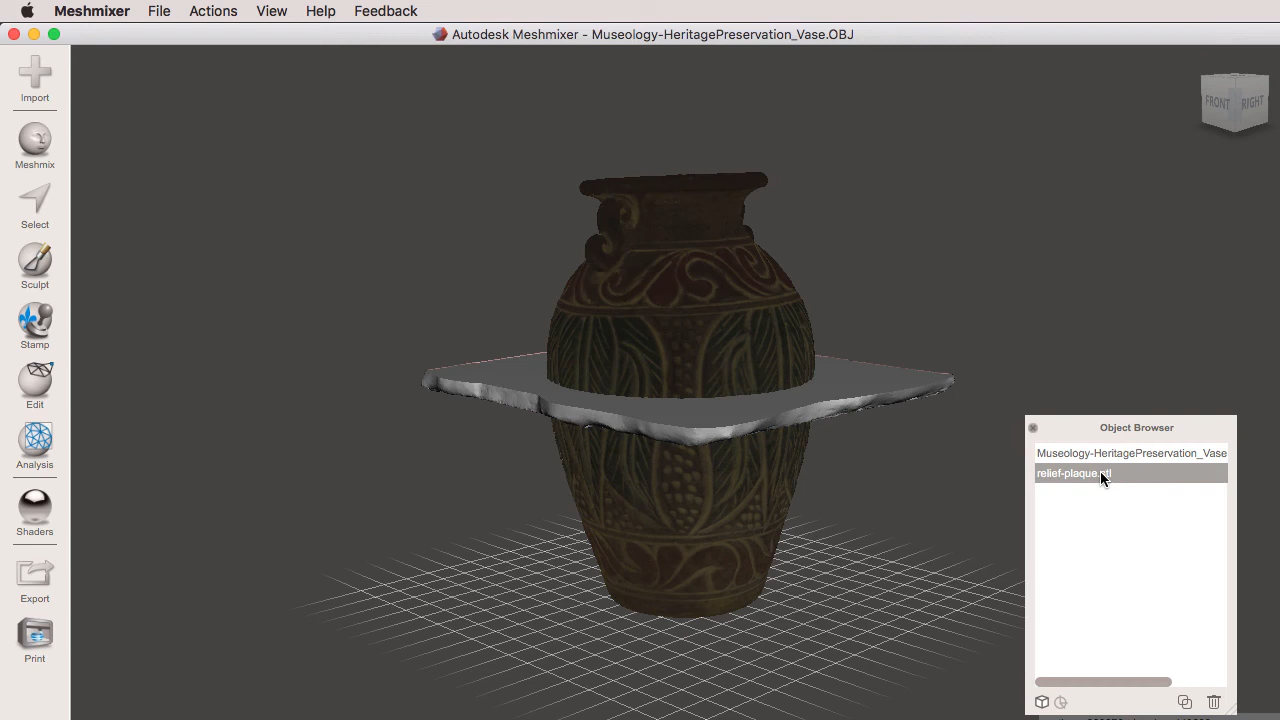 Meshmixer File Actions View Help Feedback
Autodesk Meshmixer - Museology-HeritagePreservation_Vase.OBJ
Import
Meshmix
Select
Sculpt
Stamp
Edit
Analysis
Shaders
Export
Print
FRONT RIGHT
Object Browser
Museology-HeritagePreservation_Vase
relief-plaque.stl